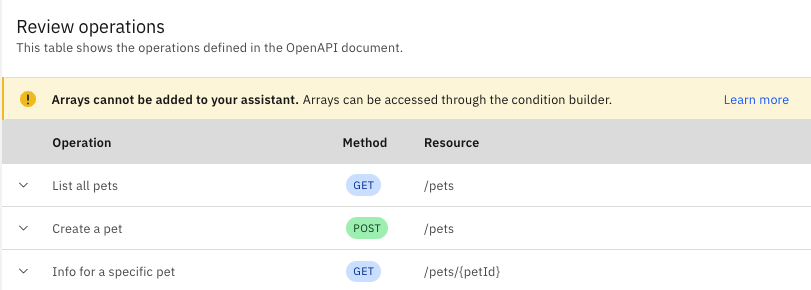 Review operations
This table shows the operations defined in the OpenAPI document.
Arrays cannot be added to your assistant. Arrays can be accessed through the condition builder. Learn more
Operation Method Resource
List all pets GET /pets
Create a pet POST /pets
Info for a specific pet GET /pets/{petId}